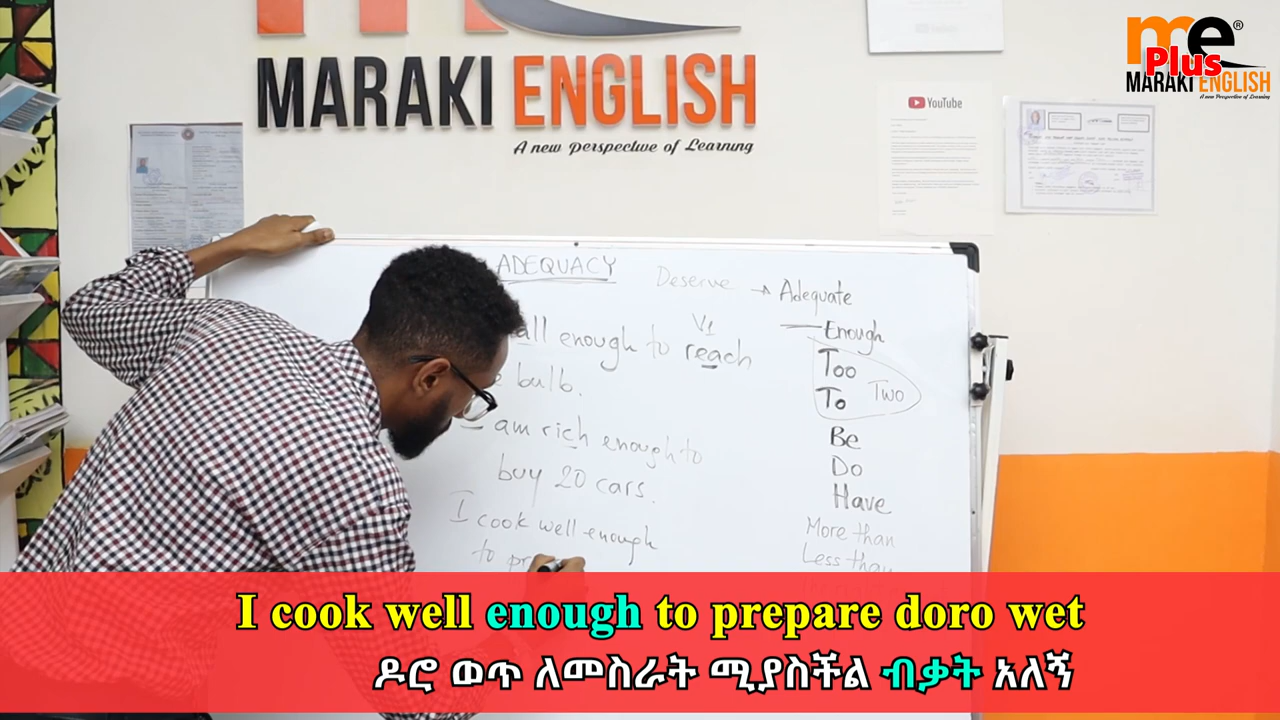 MARAKI ENGLISH
A new Perspective of Learning
me®
Plus
MARAKI ENGLISH
A new Perspective of Learning
YouTube
ADEQUACY
Deserve → Adequate
V1
all enough to reach
bulb.
I am rich enough to
buy 20 cars.
I cook well enough
to pr
Enough
Too
To
Two
Be
Do
Have
More than
Less than
I cook well enough to prepare doro wet
ዶሮ ወጥ ለመስራት ሚያስችል ብቃት አለኝ